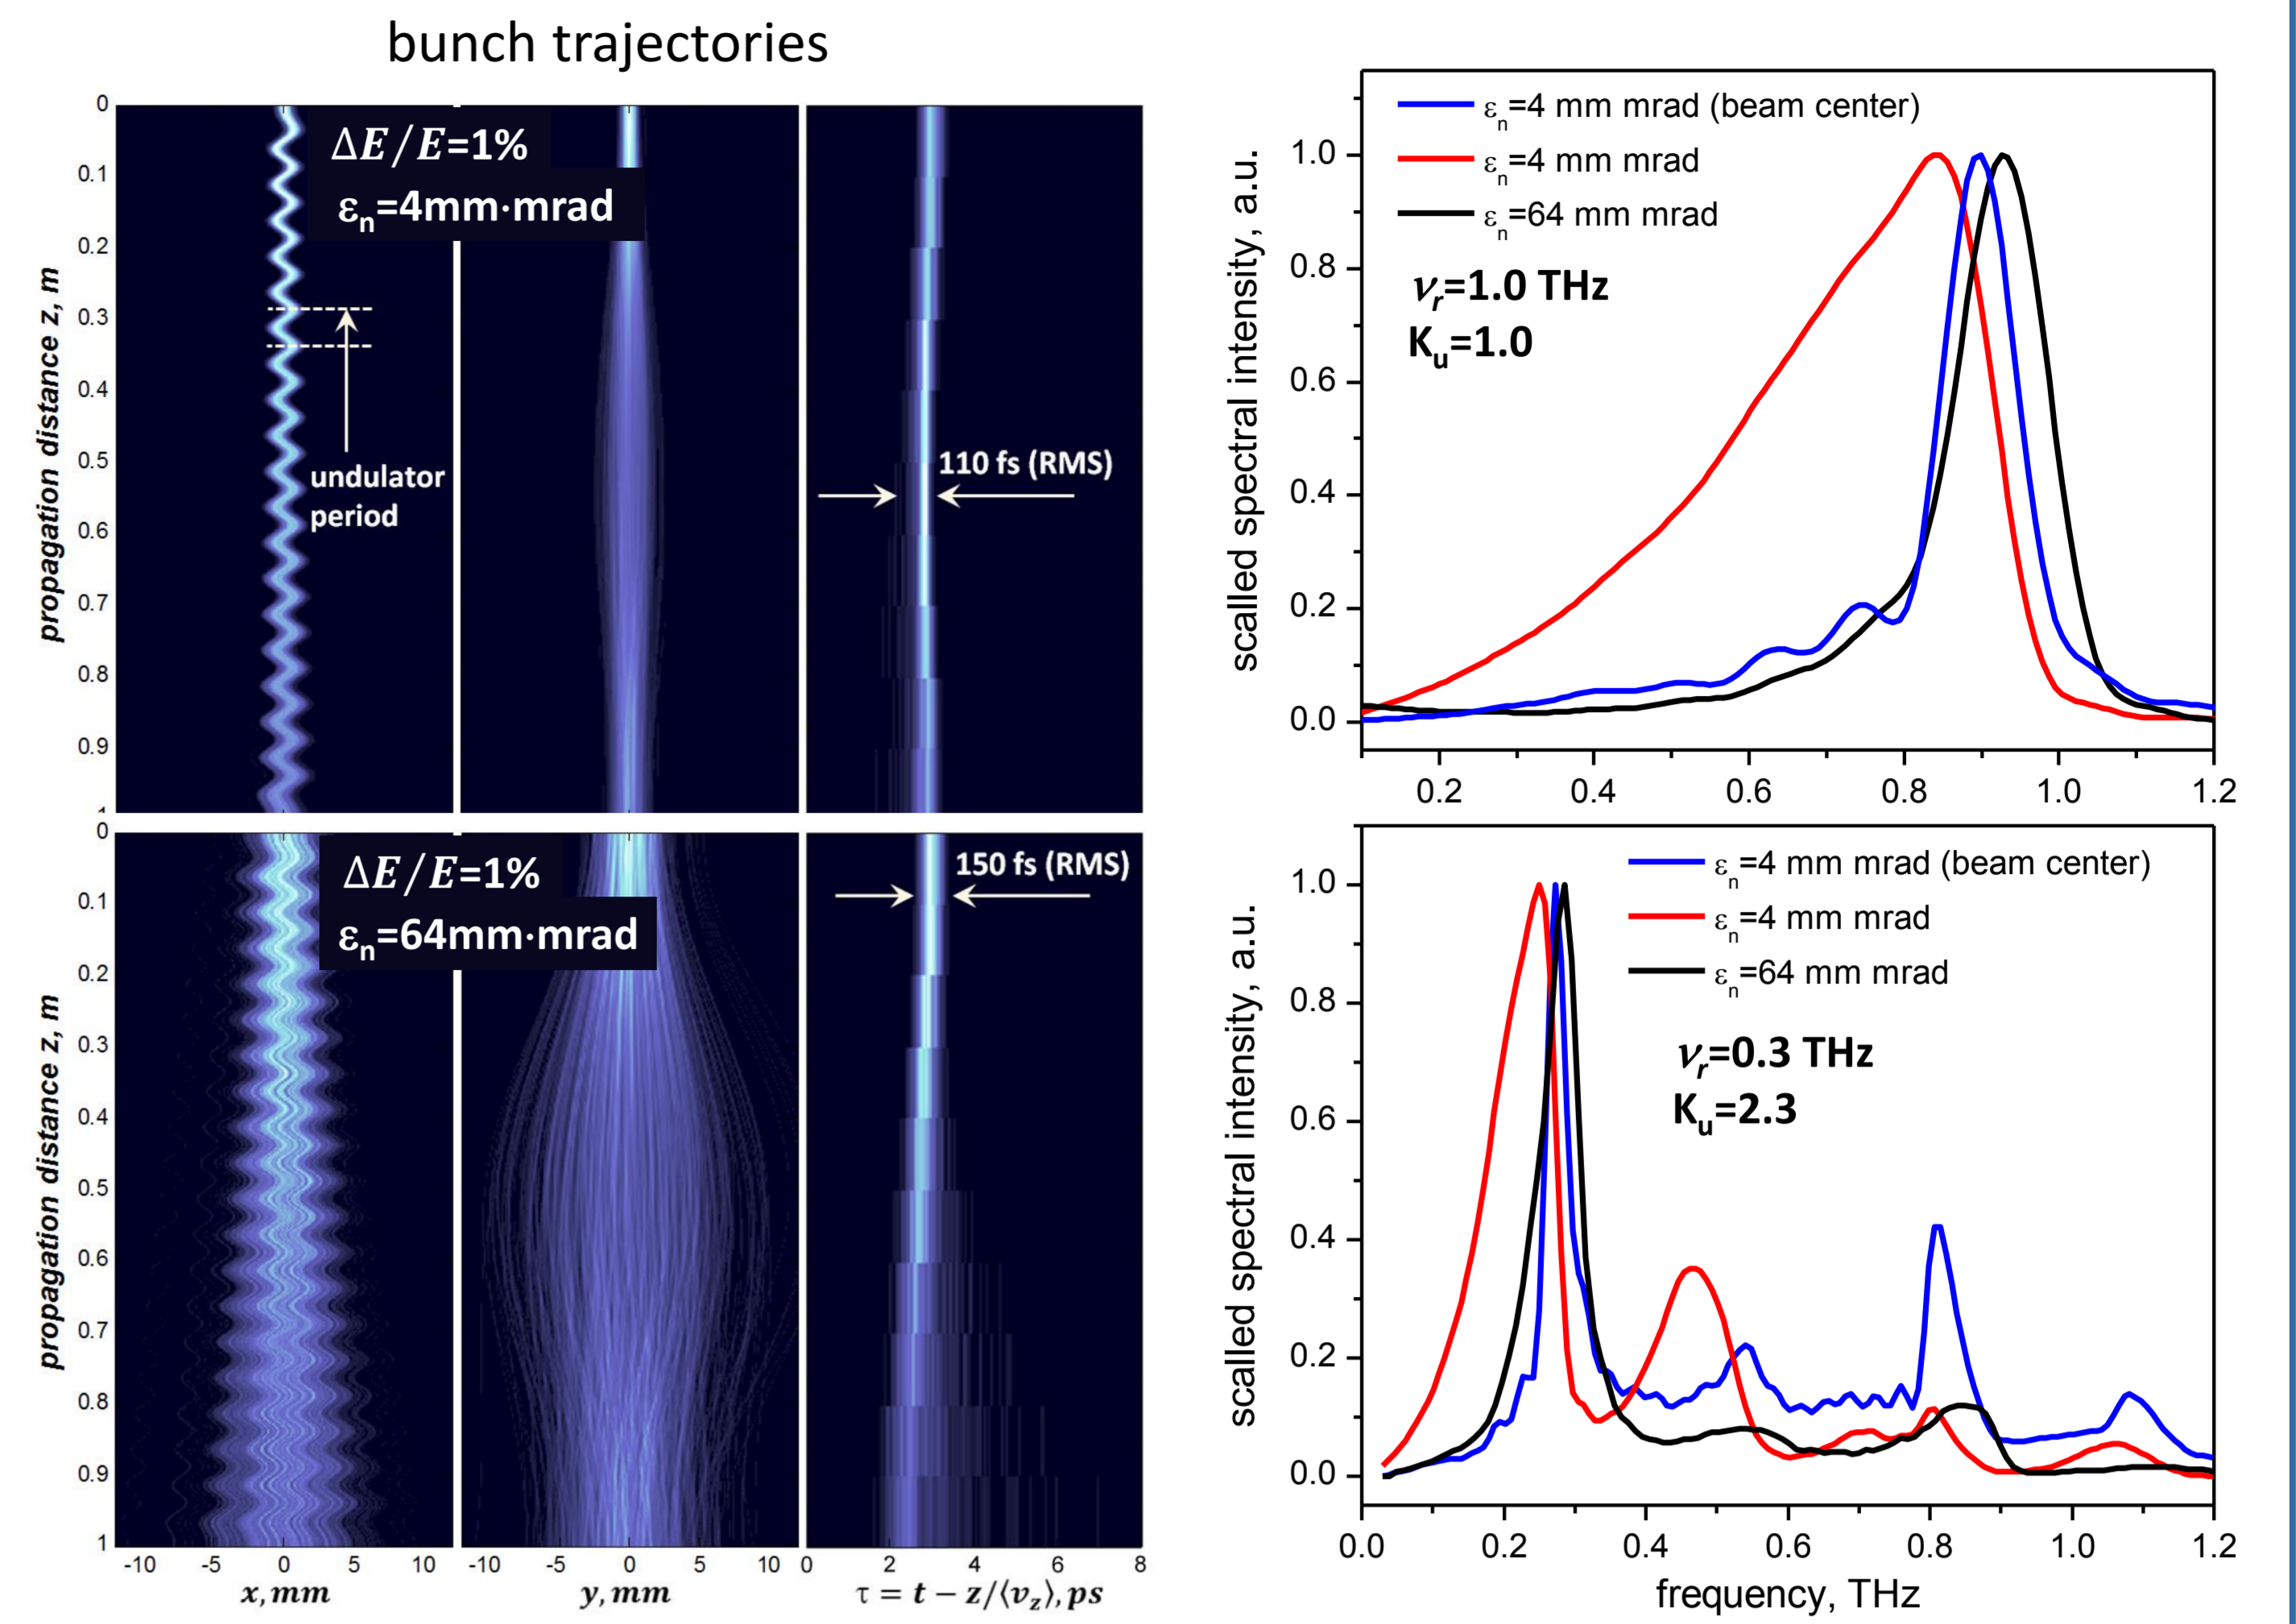 bunch trajectories
0
0.1
0.2
0.3
0.4
0.5
0.6
0.7
0.8
0.9
1
propagation distance z, m
ΔE/E=1%
εn=4mm·mrad
undulator
period
110 fs (RMS)
0
0.1
0.2
0.3
0.4
0.5
0.6
0.7
0.8
0.9
1
propagation distance z, m
ΔE/E=1%
εn=64mm·mrad
150 fs (RMS)
-10 -5 0 5 10
x, mm
-10 -5 0 5 10
y, mm
0 2 4 6 8
τ = t − z/⟨vz⟩, ps
scalled spectral intensity, a.u.
1.0
0.8
0.6
0.4
0.2
0.0
εn=4 mm mrad (beam center)
εn=4 mm mrad
εn=64 mm mrad
νr=1.0 THz
Ku=1.0
0.2 0.4 0.6 0.8 1.0 1.2
scalled spectral intensity, a.u.
1.0
0.8
0.6
0.4
0.2
0.0
εn=4 mm mrad (beam center)
εn=4 mm mrad
εn=64 mm mrad
νr=0.3 THz
Ku=2.3
0.0 0.2 0.4 0.6 0.8 1.0 1.2
frequency, THz